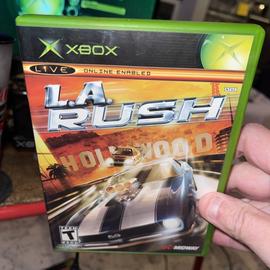 XBOX
LIVE ONLINE ENABLED
L.A.
RUSH
HOLLYWOOD
T
MIDWAY